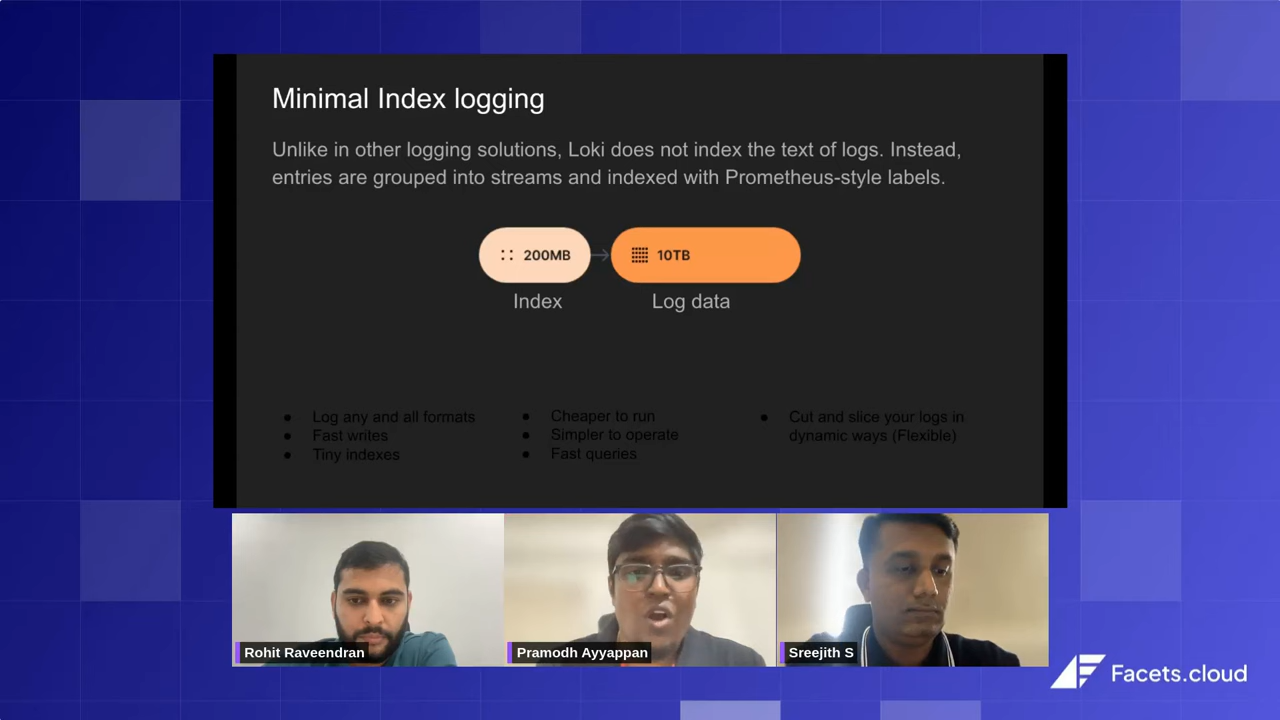 Minimal Index logging
Unlike in other logging solutions, Loki does not index the text of logs. Instead,
entries are grouped into streams and indexed with Prometheus-style labels.
200MB
10TB
Index
Log data
● Log any and all formats
● Fast writes
● Tiny indexes
● Cheaper to run
● Simpler to operate
● Fast queries
● Cut and slice your logs in
dynamic ways (Flexible)
Rohit Raveendran
Pramodh Ayyappan
Sreejith S
Facets.cloud